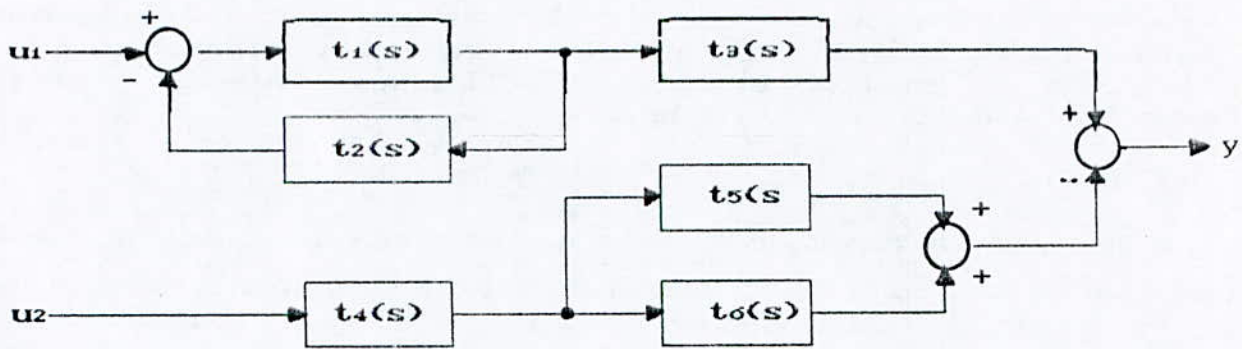 +
u1
t1(s)
t3(s)
-
+
t2(s)
y
--
t5(s
+
u2
t4(s)
t6(s)
+